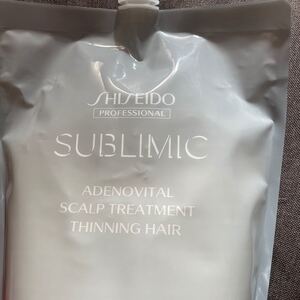 SHISEIDO
PROFESSIONAL
SUBLIMIC
ADENOVITAL
SCALP TREATMENT
THINNING HAIR